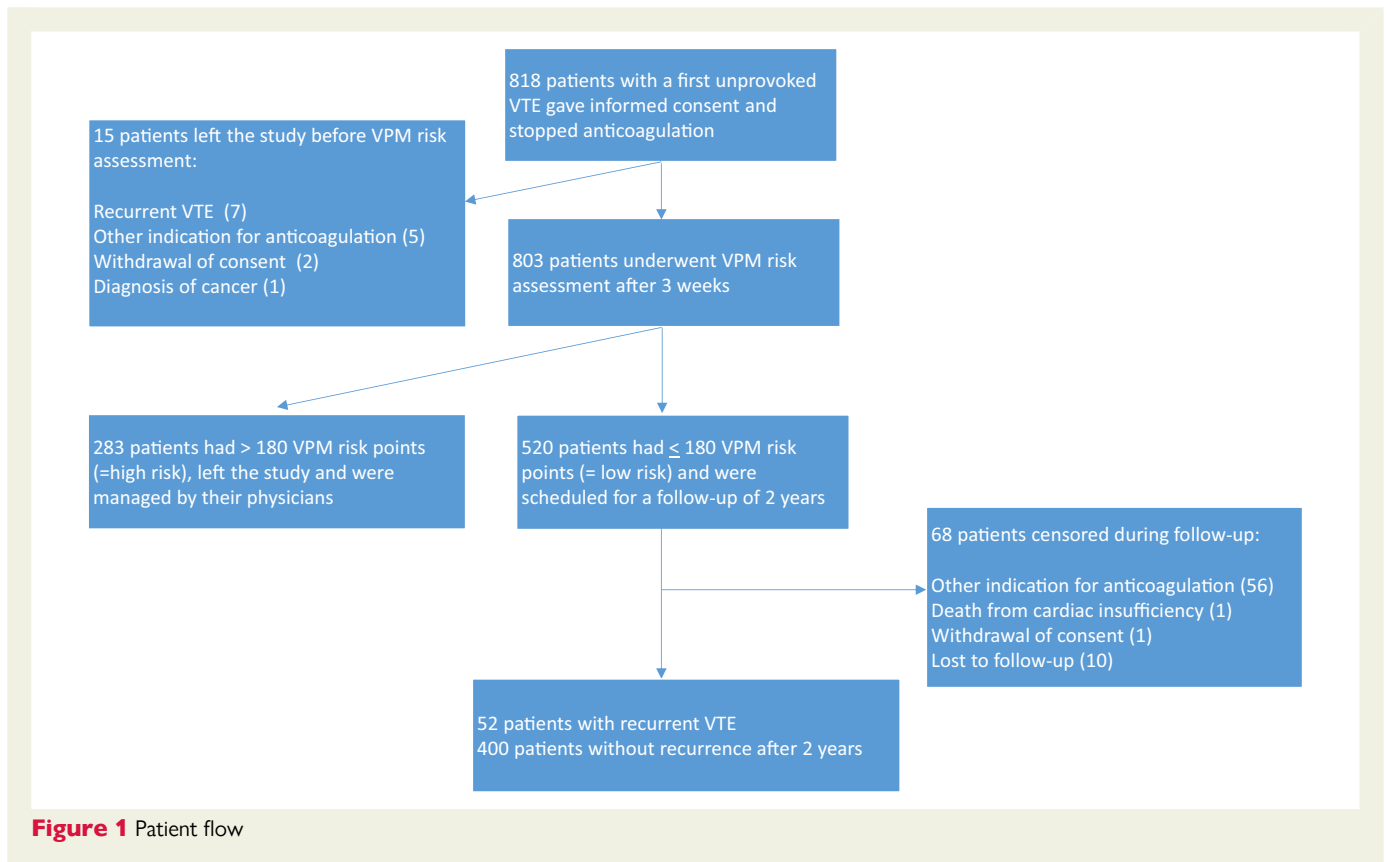 818 patients with a first unprovoked
VTE gave informed consent and
stopped anticoagulation
15 patients left the study before VPM risk
assessment:
Recurrent VTE (7)
Other indication for anticoagulation (5)
Withdrawal of consent (2)
Diagnosis of cancer (1)
803 patients underwent VPM risk
assessment after 3 weeks
283 patients had > 180 VPM risk points
(=high risk), left the study and were
managed by their physicians
520 patients had ≤ 180 VPM risk
points (= low risk) and were
scheduled for a follow-up of 2 years
68 patients censored during follow-up:
Other indication for anticoagulation (56)
Death from cardiac insufficiency (1)
Withdrawal of consent (1)
Lost to follow-up (10)
52 patients with recurrent VTE
400 patients without recurrence after 2 years
Figure 1 Patient flow